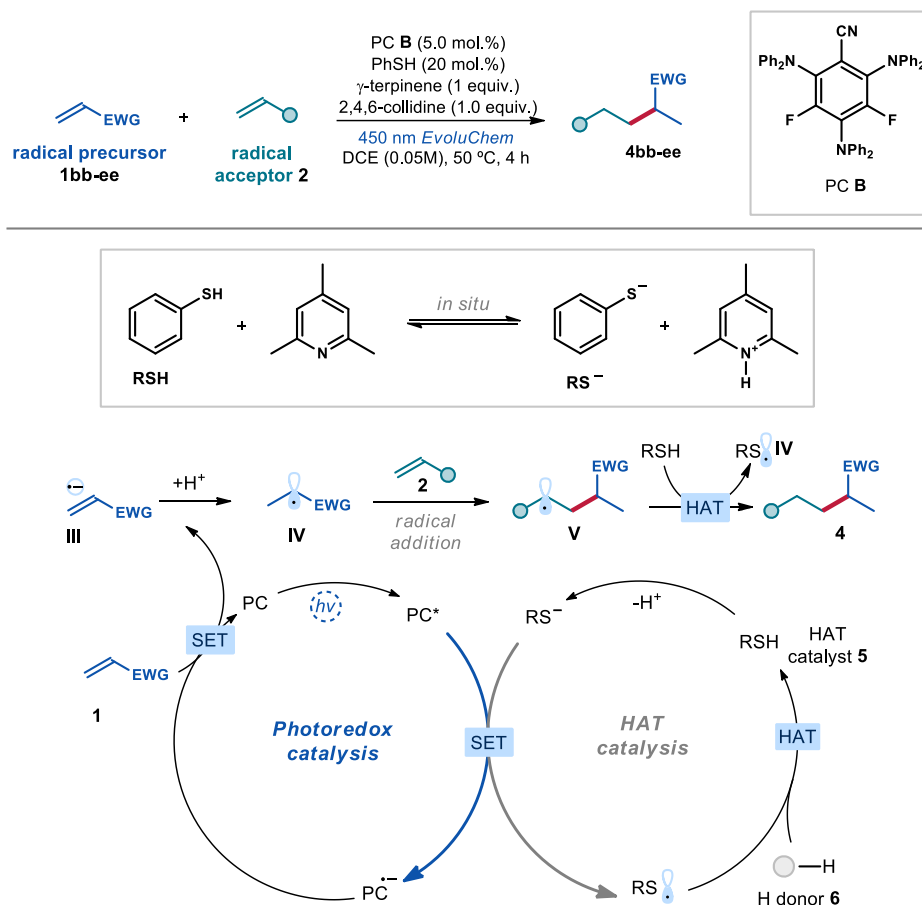 PC B (5.0 mol.%)
PhSH (20 mol.%)
γ-terpinene (1 equiv.)
2,4,6-collidine (1.0 equiv.)
450 nm EvoluChem
DCE (0.05M), 50 ºC, 4 h
EWG
radical precursor
1bb-ee
+
radical
acceptor 2
EWG
4bb-ee
CN
Ph2N
NPh2
F
F
NPh2
PC B
SH
RSH
+
N
in situ
S−
RS−
+
N+
H
•−
EWG
III
+H+
EWG
IV
2
radical
addition
EWG
V
RSH
RS IV
HAT
EWG
4
PC
hv
PC*
SET
EWG
1
RS−
-H+
RSH
HAT
catalyst 5
Photoredox
catalysis
SET
HAT
catalysis
HAT
PC•−
RS
H
H donor 6